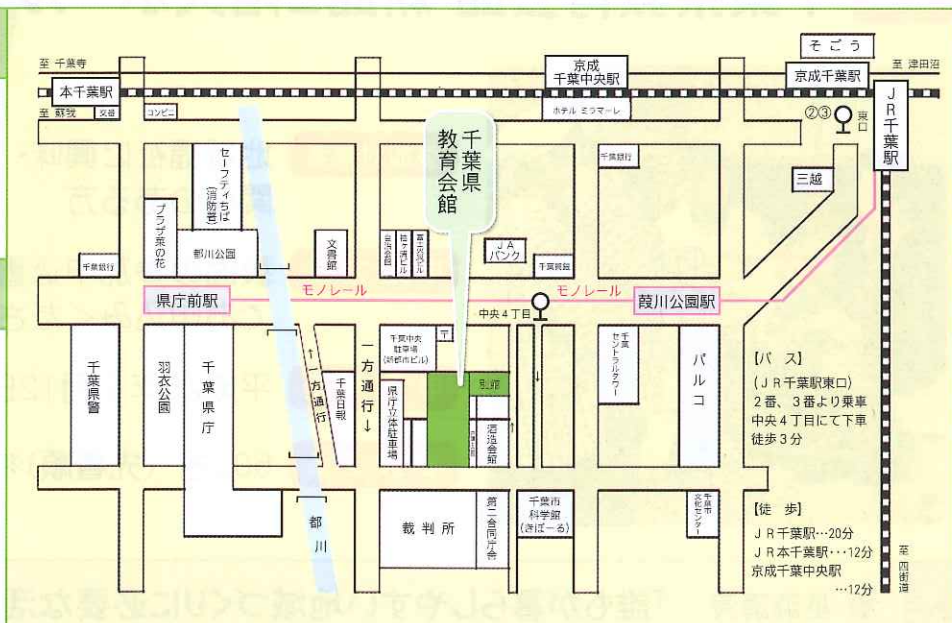 そごう
至 千葉寺
京成
千葉中央駅
京成千葉駅
至 津田沼
本千葉駅
JR千葉駅
至 蘇我
交番
コンビニ
ホテル ミラマーレ
②③
東口
千葉県
教育会館
セーフティちば
(消防署)
千葉銀行
三越
プラザ菜の花
都川公園
文書館
自治会館
JA
バンク
千葉銀行
県庁前駅
モノレール
モノレール
葭川公園駅
中央4丁目
千葉県警
羽衣公園
千葉県庁
↑一方通行
千葉日報
一方通行↓
千葉中央
駐車場
(新都市ビル)
〒
県庁立体駐車場
別館
酒造会館
↑
↓
千葉
セントラルタワー
パルコ
【バス】
(JR千葉駅東口)
2番、3番より乗車
中央4丁目にて下車
徒歩3分
都川
裁判所
第二合同庁舎
千葉市
科学館
(きぼーる)
千葉市
文化センター
【徒 歩】
JR千葉駅…20分
JR本千葉駅…12分
京成千葉中央駅
…12分
至 四街道